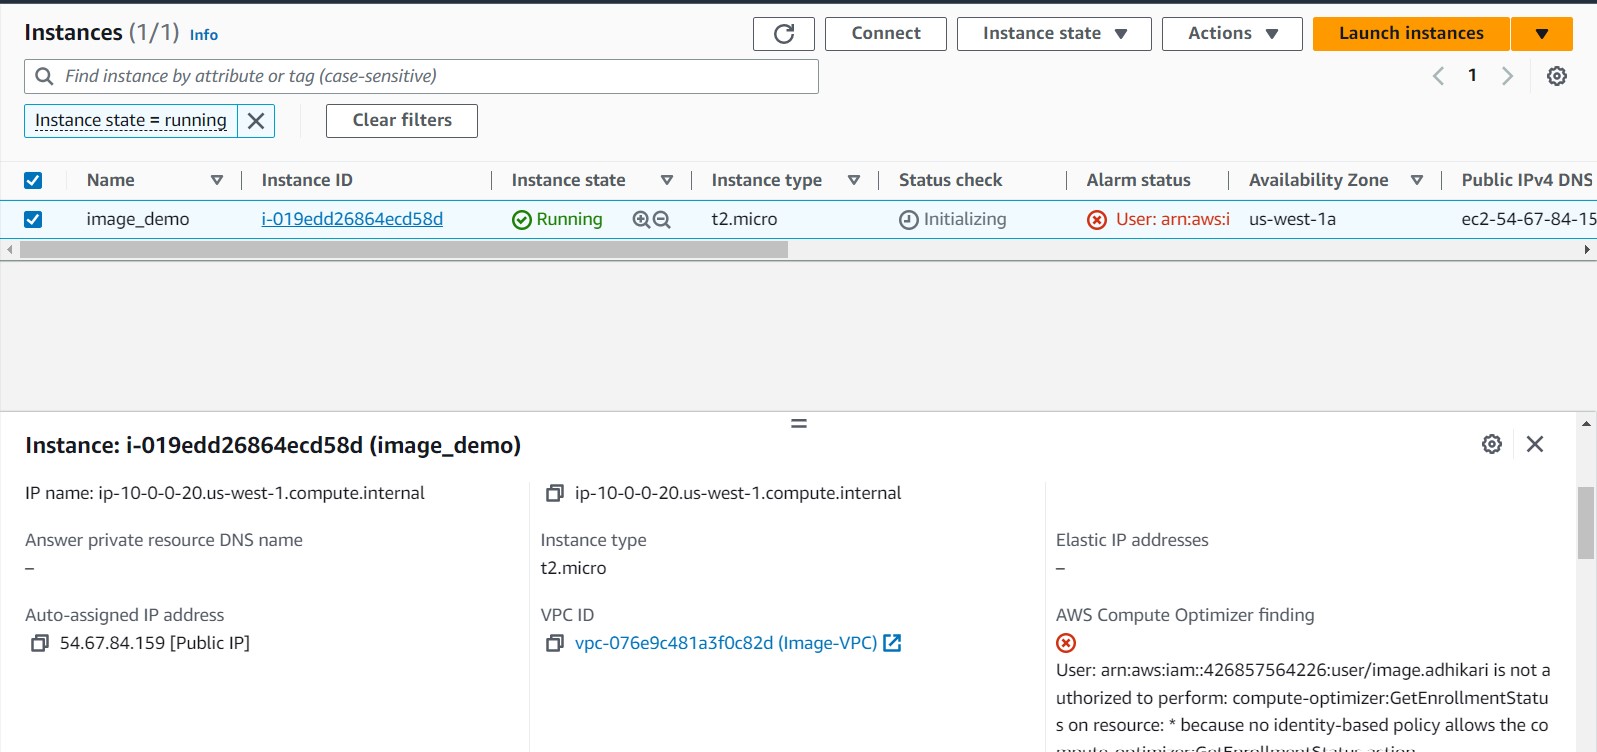 Instances (1/1) Info
Connect
Instance state
Actions
Launch instances
Find instance by attribute or tag (case-sensitive)
1
Instance state = running
Clear filters
Name
Instance ID
Instance state
Instance type
Status check
Alarm status
Availability Zone
Public IPv4 DNS
image_demo
i-019edd26864ecd58d
Running
t2.micro
Initializing
User: arn:aws:i
us-west-1a
ec2-54-67-84-15
Instance: i-019edd26864ecd58d (image_demo)
IP name: ip-10-0-0-20.us-west-1.compute.internal
ip-10-0-0-20.us-west-1.compute.internal
Answer private resource DNS name
–
Instance type
t2.micro
Elastic IP addresses
–
Auto-assigned IP address
54.67.84.159 [Public IP]
VPC ID
vpc-076e9c481a3f0c82d (Image-VPC)
AWS Compute Optimizer finding
User: arn:aws:iam::426857564226:user/image.adhikari is not a
uthorized to perform: compute-optimizer:GetEnrollmentStatu
s on resource: * because no identity-based policy allows the co
mpute-optimizer:GetEnrollmentStatus action